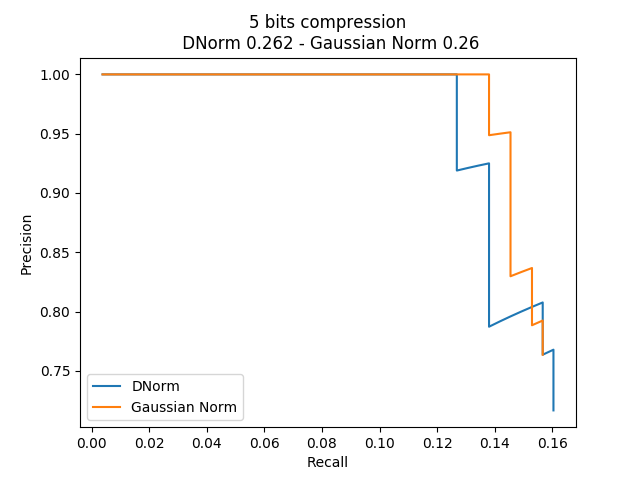 5 bits compression
DNorm 0.262 - Gaussian Norm 0.26
Precision
1.00
0.95
0.90
0.85
0.80
0.75
DNorm
Gaussian Norm
0.00 0.02 0.04 0.06 0.08 0.10 0.12 0.14 0.16
Recall